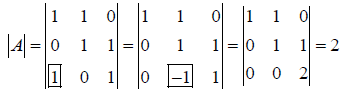 |A| = | 1 1 0 | = | 1 1 0 | = | 1 1 0 | = 2
| 0 1 1 | | 0 1 1 | | 0 1 1 |
| 1 0 1 | | 0 -1 1 | | 0 0 2 |